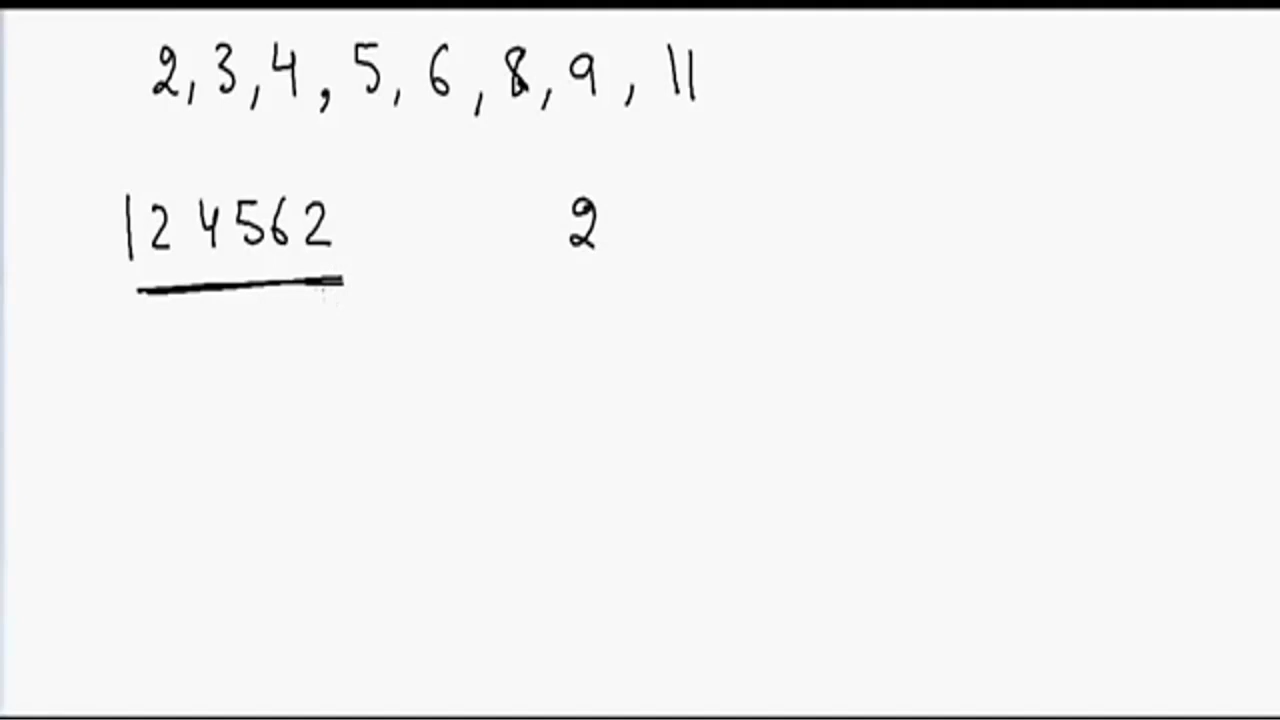 2, 3, 4, 5, 6, 8, 9, 11
124562 2